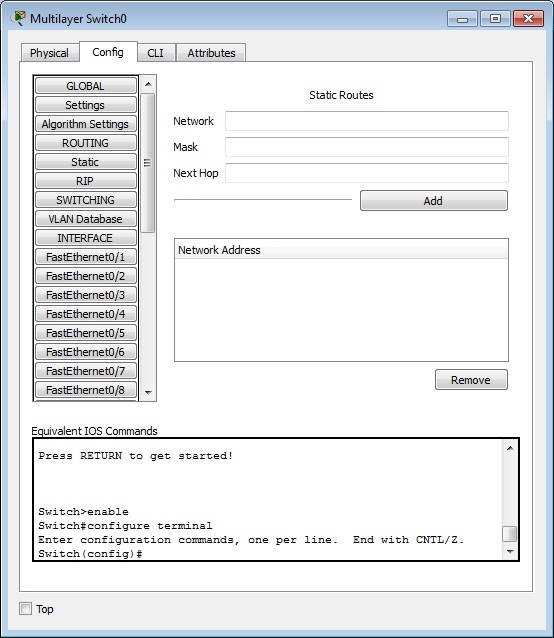 Multilayer Switch0
Physical Config CLI Attributes
GLOBAL
Settings
Algorithm Settings
ROUTING
Static
RIP
SWITCHING
VLAN Database
INTERFACE
FastEthernet0/1
FastEthernet0/2
FastEthernet0/3
FastEthernet0/4
FastEthernet0/5
FastEthernet0/6
FastEthernet0/7
FastEthernet0/8
Static Routes
Network
Mask
Next Hop
Add
Network Address
Remove
Equivalent IOS Commands
Press RETURN to get started!
Switch>enable
Switch#configure terminal
Enter configuration commands, one per line.  End with CNTL/Z.
Switch(config)#
Top